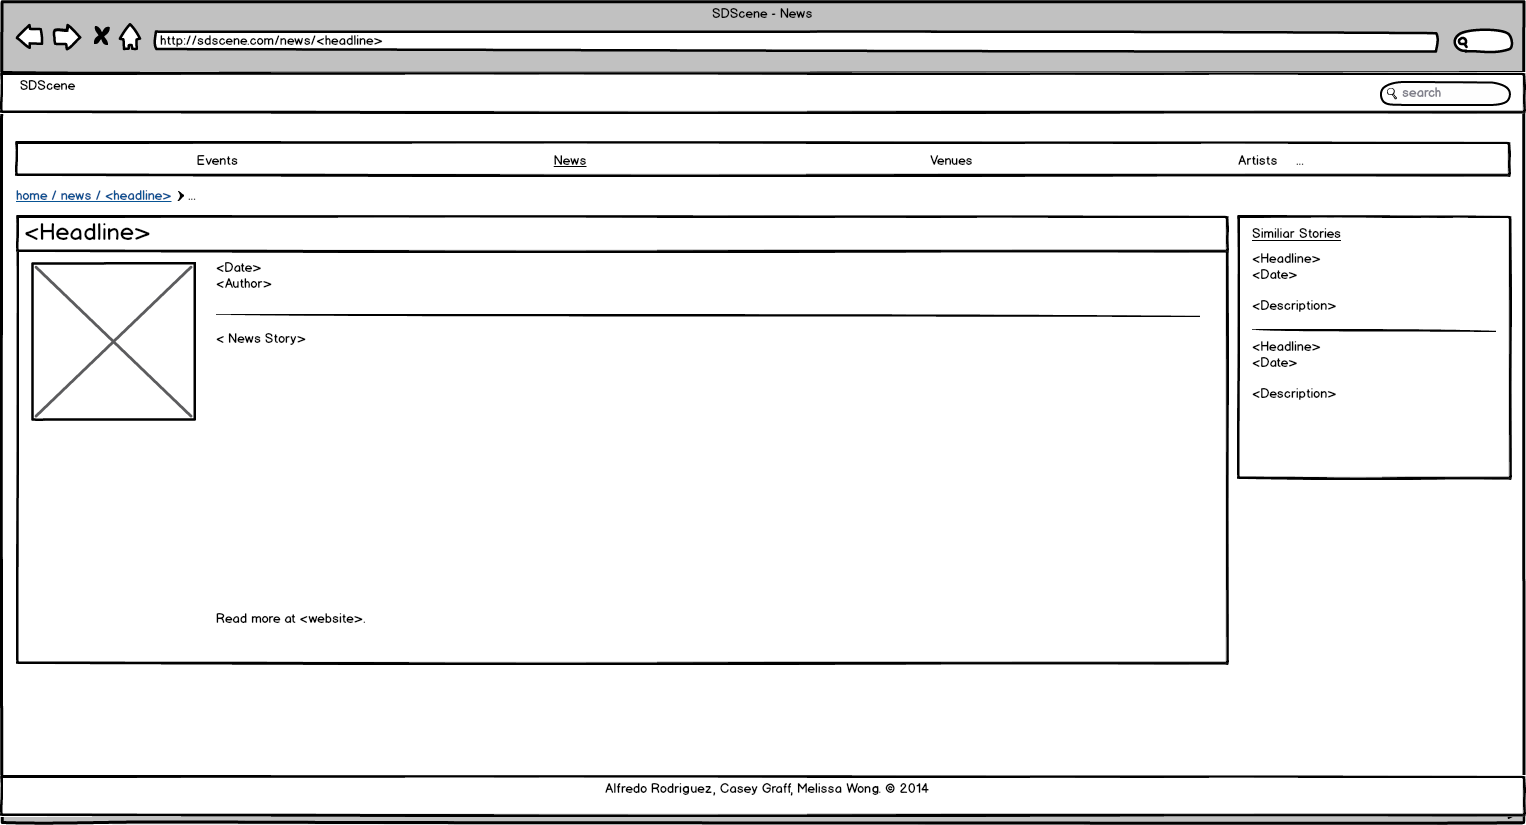 SDScene - News
http://sdscene.com/news/<headline>
SDScene
search
Events News Venues Artists ...
home / news / <headline> ...
<Headline>
<Date>
<Author>
< News Story>
Read more at <website>.
Similiar Stories
<Headline>
<Date>
<Description>
<Headline>
<Date>
<Description>
Alfredo Rodriguez, Casey Graff, Melissa Wong. © 2014